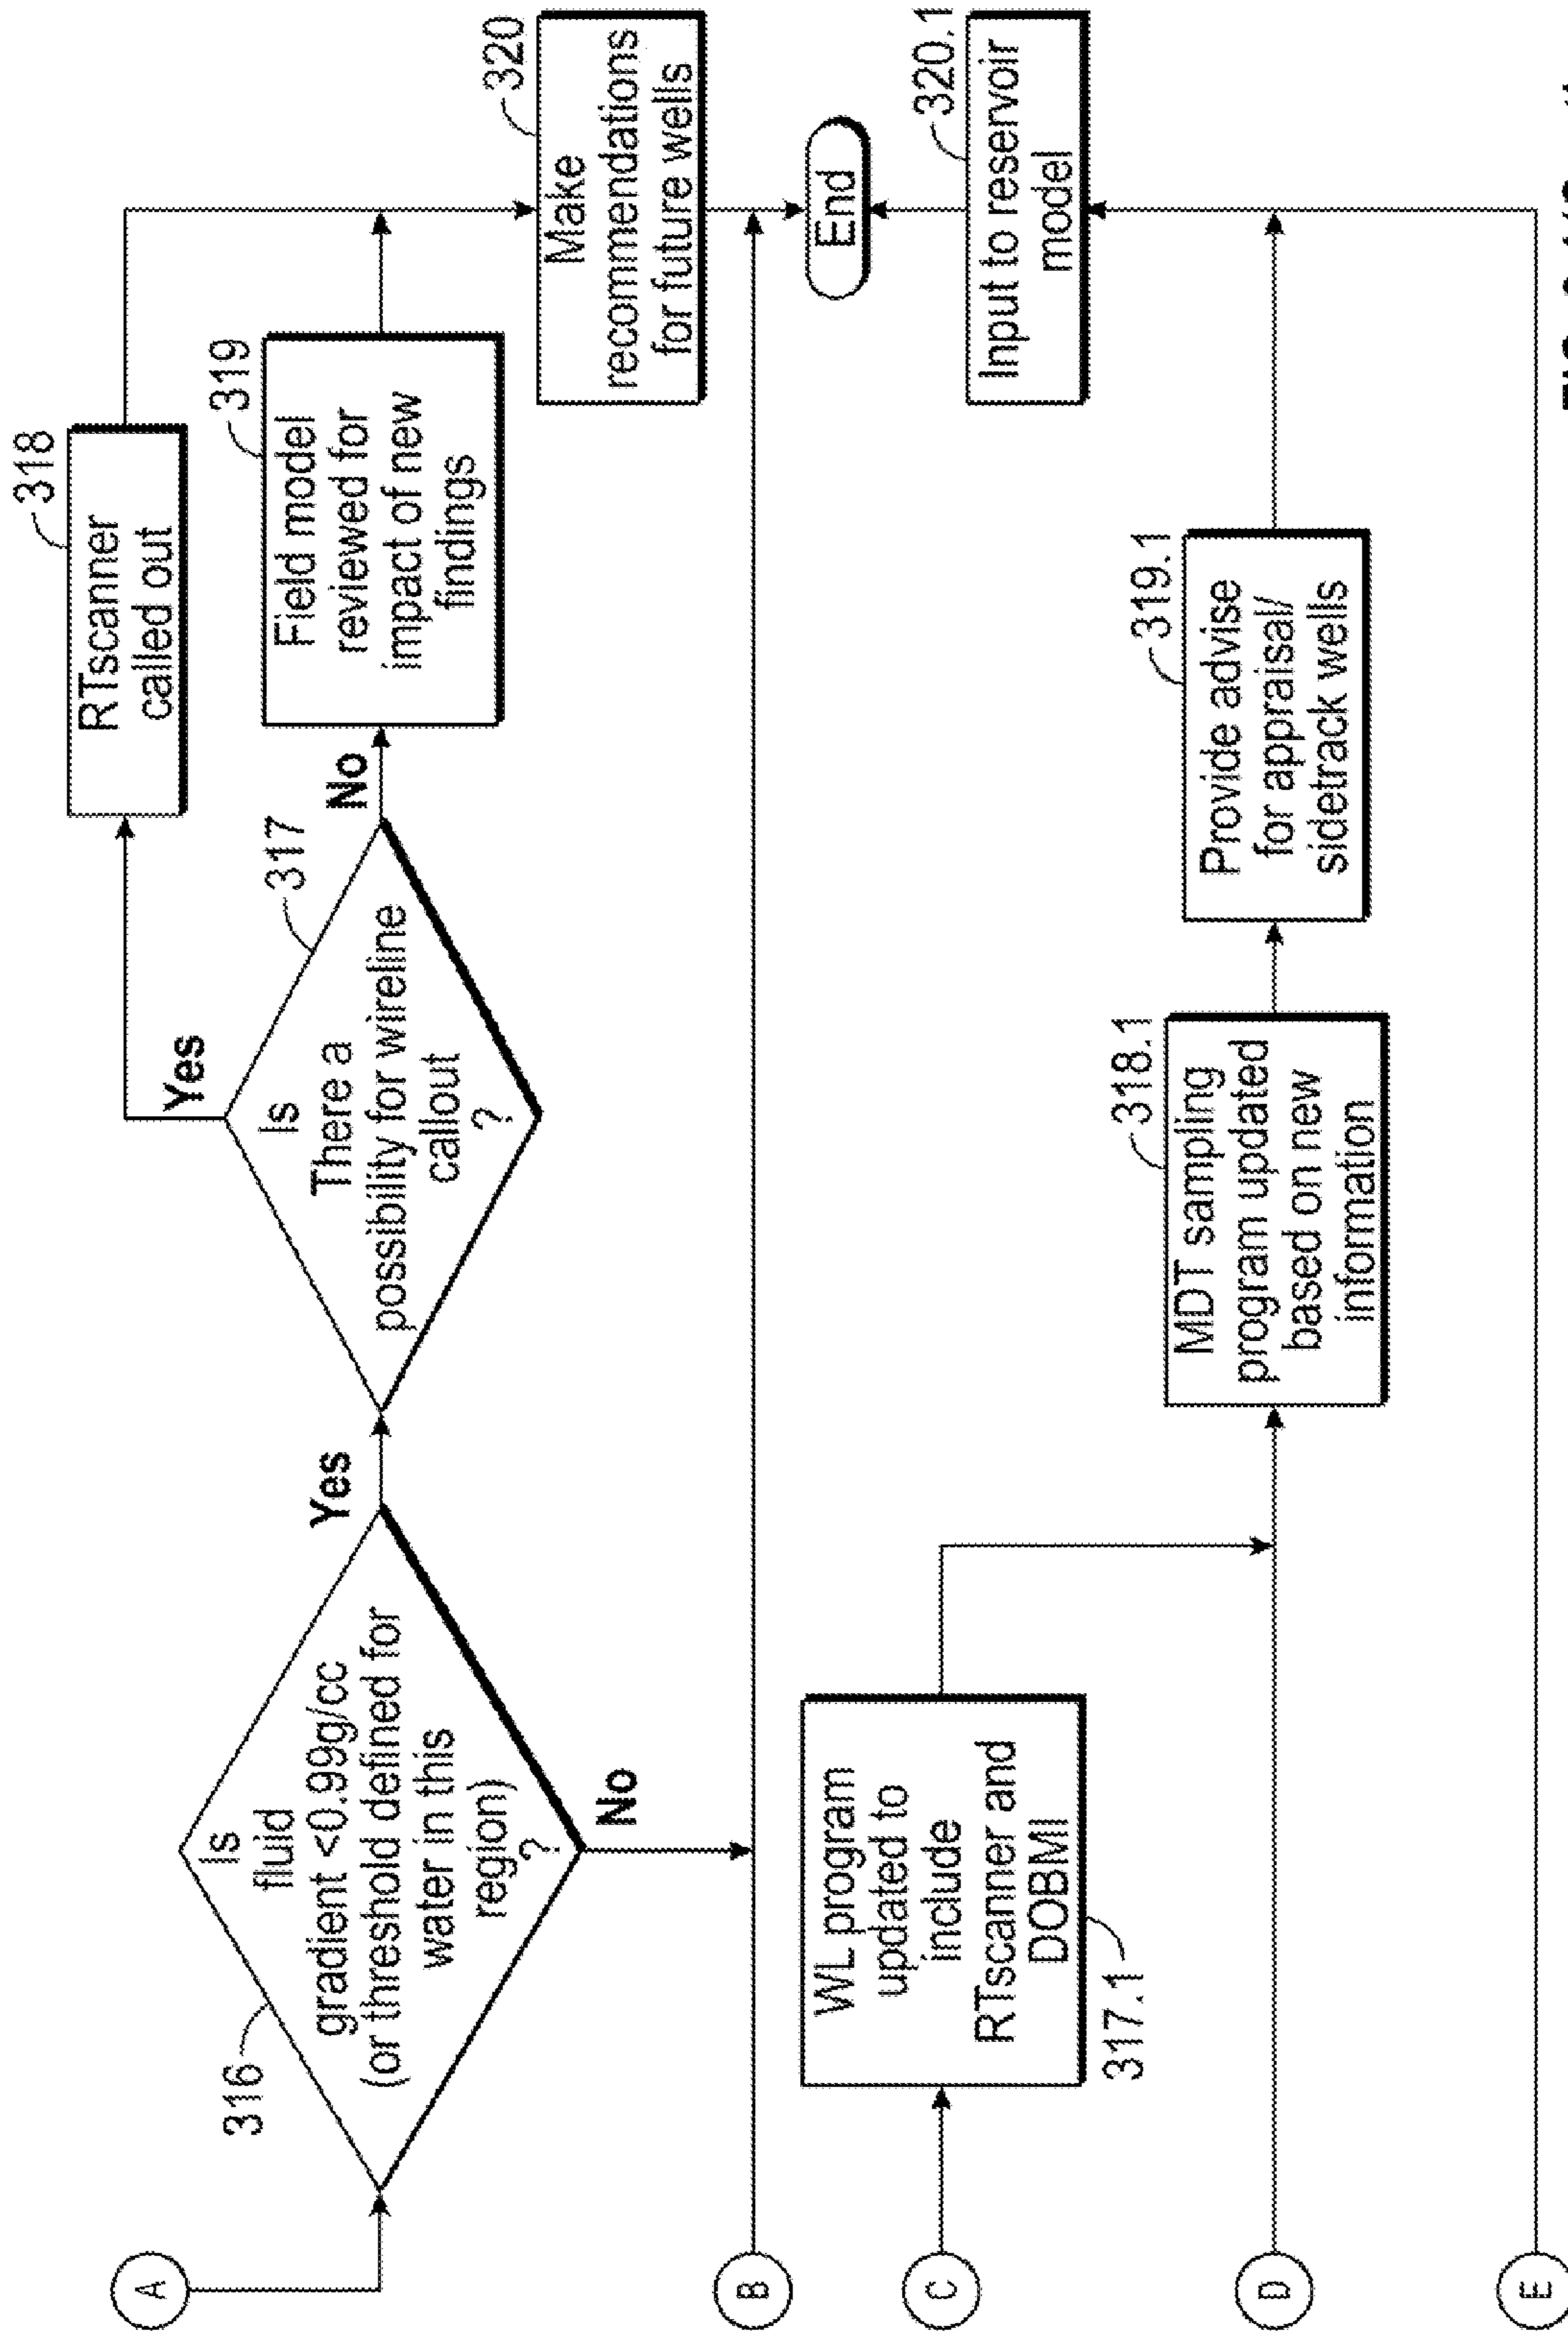 A
316
Is
fluid
gradient <0.99g/cc
(or threshold defined for
water in this
region)
?
Yes
No
317
Is
There a
possibility for wireline
callout
?
Yes
No
318
RTscanner
called out
319
Field model
reviewed for
impact of new
findings
320
Make
recommendations
for future wells
B
End
C
WL program
updated to
include
RTscanner and
DOBMI
317.1
320.1
Input to reservoir
model
D
318.1
MDT sampling
program updated
based on new
information
319.1
Provide advise
for appraisal/
sidetrack wells
E